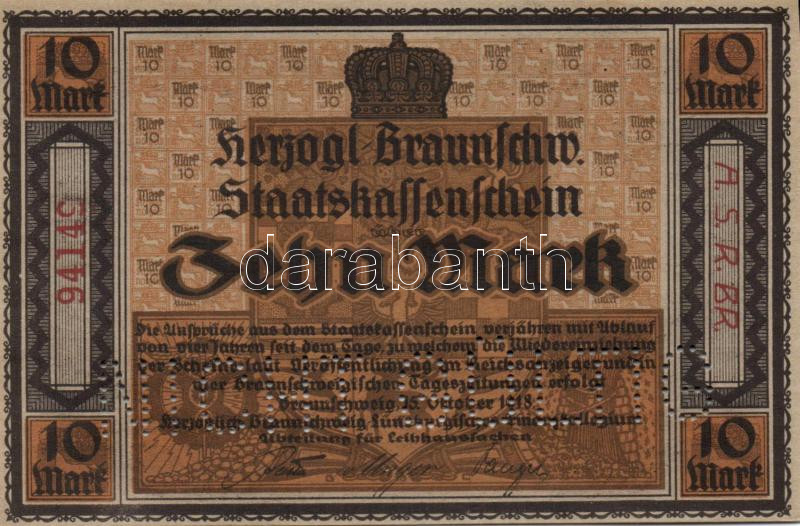 10 Mark
10 Mark
Herzogl. Braunschw.
Staatskassenschein
Zehn Mark
94149
A.S.R.BR
darabanth
Die Ansprüche aus dem Staatskassenschein verjähren mit Ablauf
von vier Jahren seit dem Tage, zu welchem die Wiedereinziehung
der Scheine laut Veröffentlichung im Reichsanzeiger und in
der Braunschweigischen Tageszeitungen erfolgt
Braunschweig, 15. Oktober 1918.
Herzoglich Braunschweig Lüneburgisches Finanzkollegium
Abteilung für Leihhaussachen
10 Mark
10 Mark